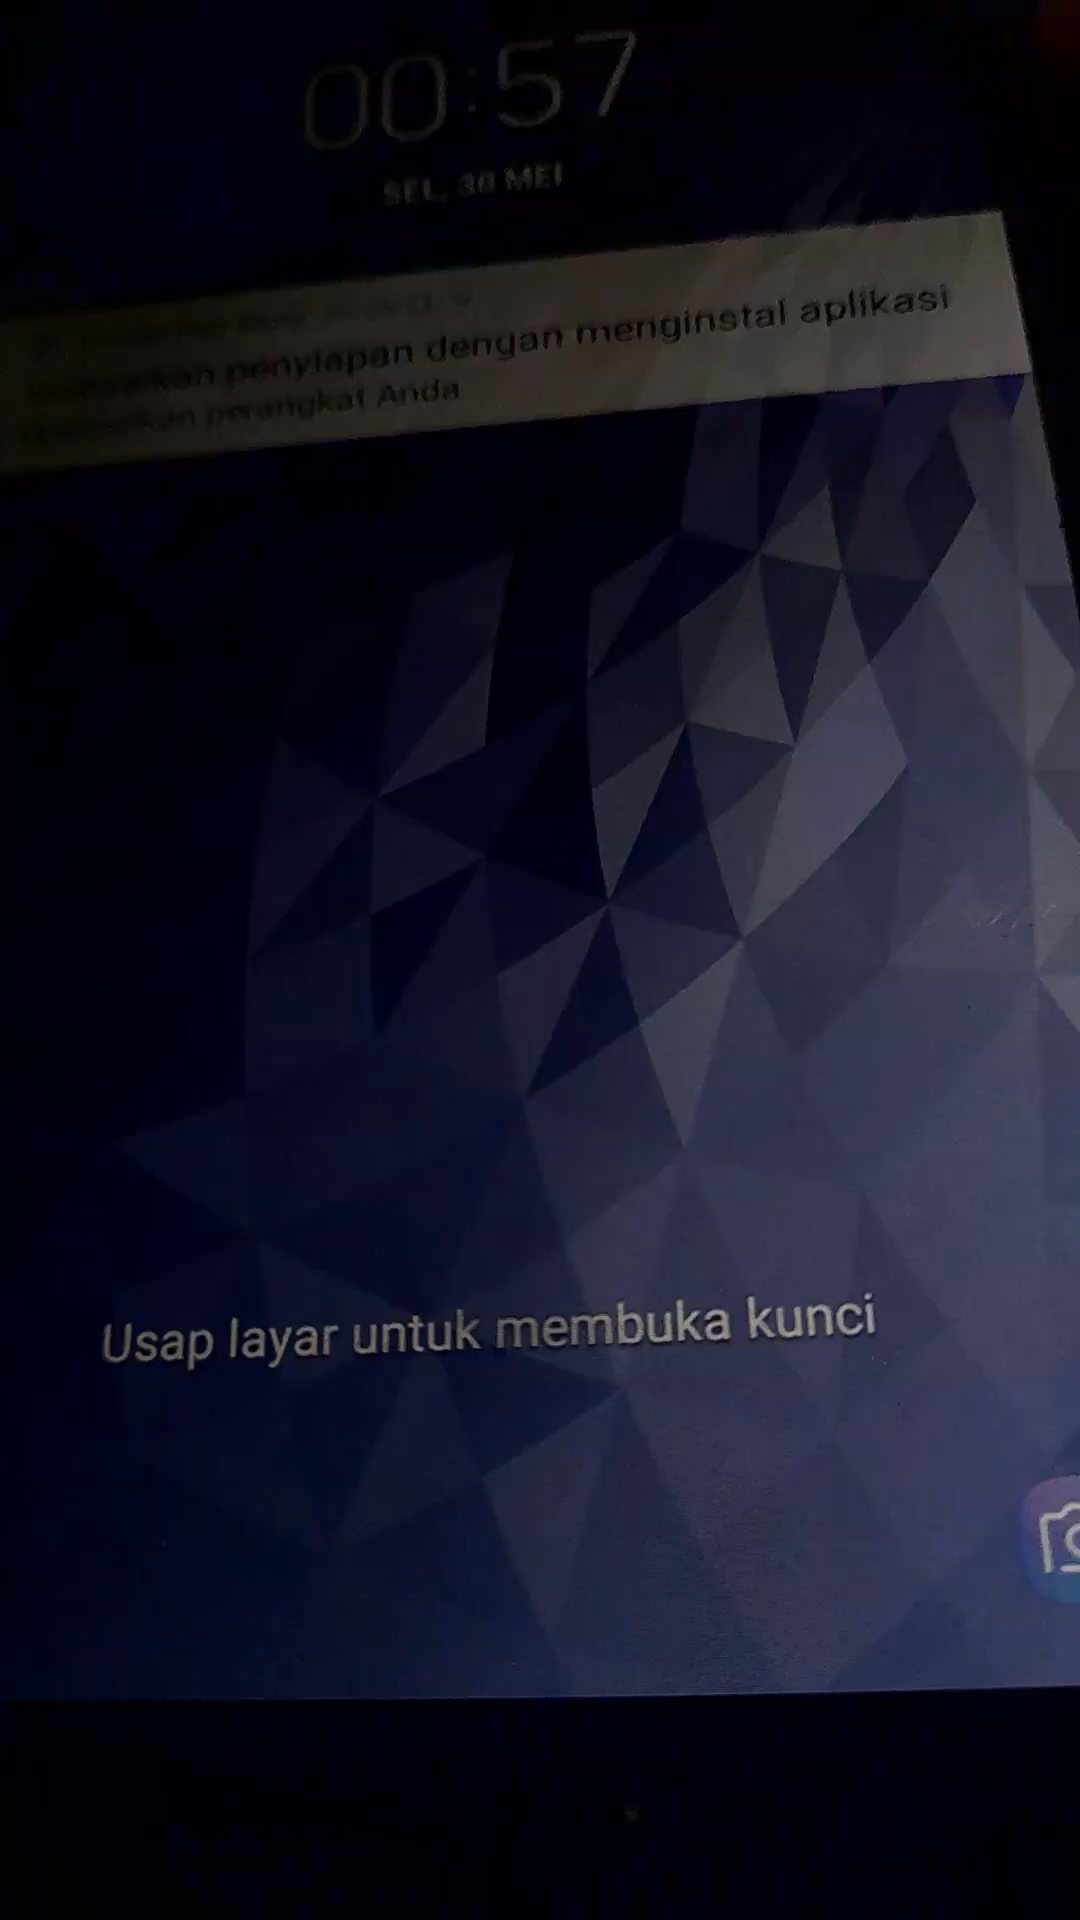 00:57
SEL, 30 MEI
penyiapan dengan menginstal aplikasi
perangkat Anda
Usap layar untuk membuka kunci